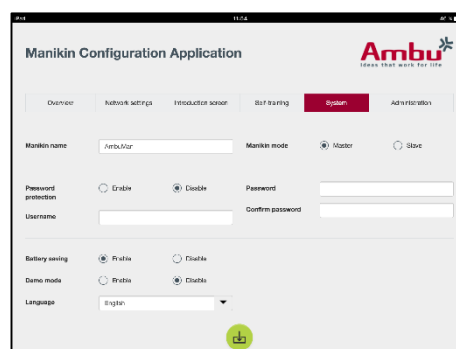 iPad 11:54
Manikin Configuration Application
Ambu
Ideas that work for life
Overview Network settings Introduction screen Self-training System Administration
Manikin name AmbuMan Manikin mode Master Slave
Password protection Enable Disable Password
Username Confirm password
Battery saving Enable Disable
Demo mode Enable Disable
Language English